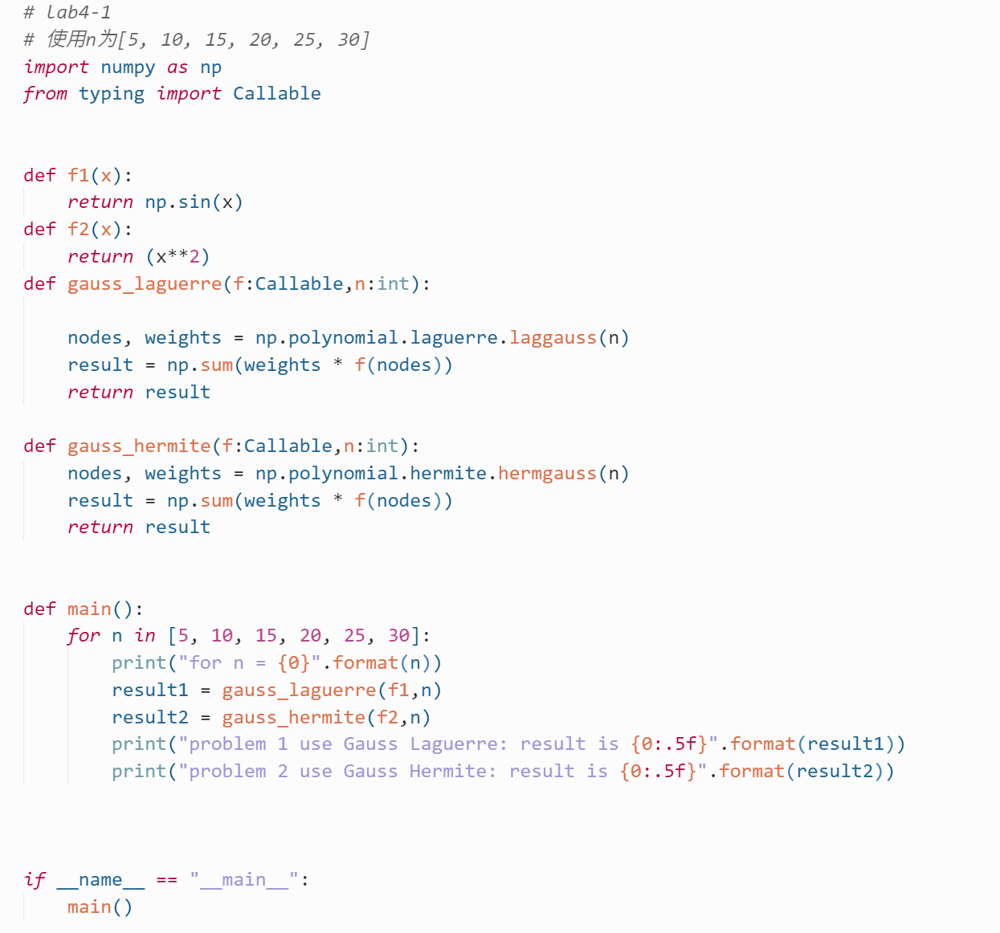 # lab4-1
# 使用n为[5, 10, 15, 20, 25, 30]
import numpy as np
from typing import Callable
def f1(x):
    return np.sin(x)
def f2(x):
    return (x**2)
def gauss_laguerre(f:Callable,n:int):
    nodes, weights = np.polynomial.laguerre.laggauss(n)
    result = np.sum(weights * f(nodes))
    return result
def gauss_hermite(f:Callable,n:int):
    nodes, weights = np.polynomial.hermite.hermgauss(n)
    result = np.sum(weights * f(nodes))
    return result
def main():
    for n in [5, 10, 15, 20, 25, 30]:
        print("for n = {0}".format(n))
        result1 = gauss_laguerre(f1,n)
        result2 = gauss_hermite(f2,n)
        print("problem 1 use Gauss Laguerre: result is {0:.5f}".format(result1))
        print("problem 2 use Gauss Hermite: result is {0:.5f}".format(result2))
if __name__ == "__main__":
    main()